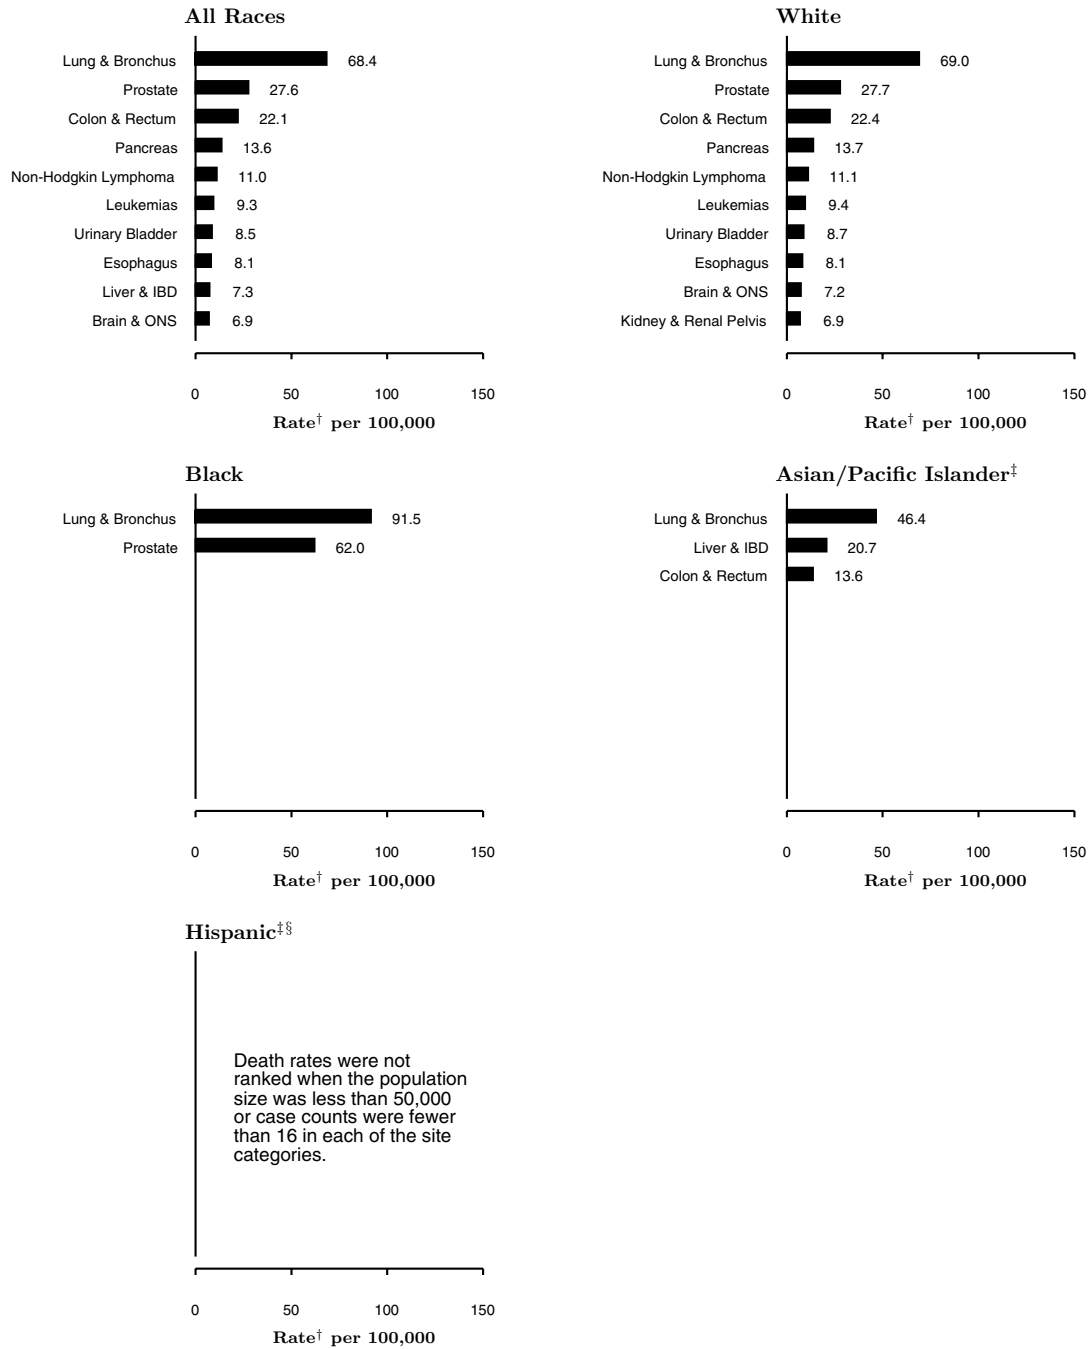 All Races
Lung & Bronchus 68.4
Prostate 27.6
Colon & Rectum 22.1
Pancreas 13.6
Non-Hodgkin Lymphoma 11.0
Leukemias 9.3
Urinary Bladder 8.5
Esophagus 8.1
Liver & IBD 7.3
Brain & ONS 6.9
0 50 100 150
Rate† per 100,000
White
Lung & Bronchus 69.0
Prostate 27.7
Colon & Rectum 22.4
Pancreas 13.7
Non-Hodgkin Lymphoma 11.1
Leukemias 9.4
Urinary Bladder 8.7
Esophagus 8.1
Brain & ONS 7.2
Kidney & Renal Pelvis 6.9
0 50 100 150
Rate† per 100,000
Black
Lung & Bronchus 91.5
Prostate 62.0
0 50 100 150
Rate† per 100,000
Asian/Pacific Islander‡
Lung & Bronchus 46.4
Liver & IBD 20.7
Colon & Rectum 13.6
0 50 100 150
Rate† per 100,000
Hispanic‡§
Death rates were not
ranked when the population
size was less than 50,000
or case counts were fewer
than 16 in each of the site
categories.
0 50 100 150
Rate† per 100,000